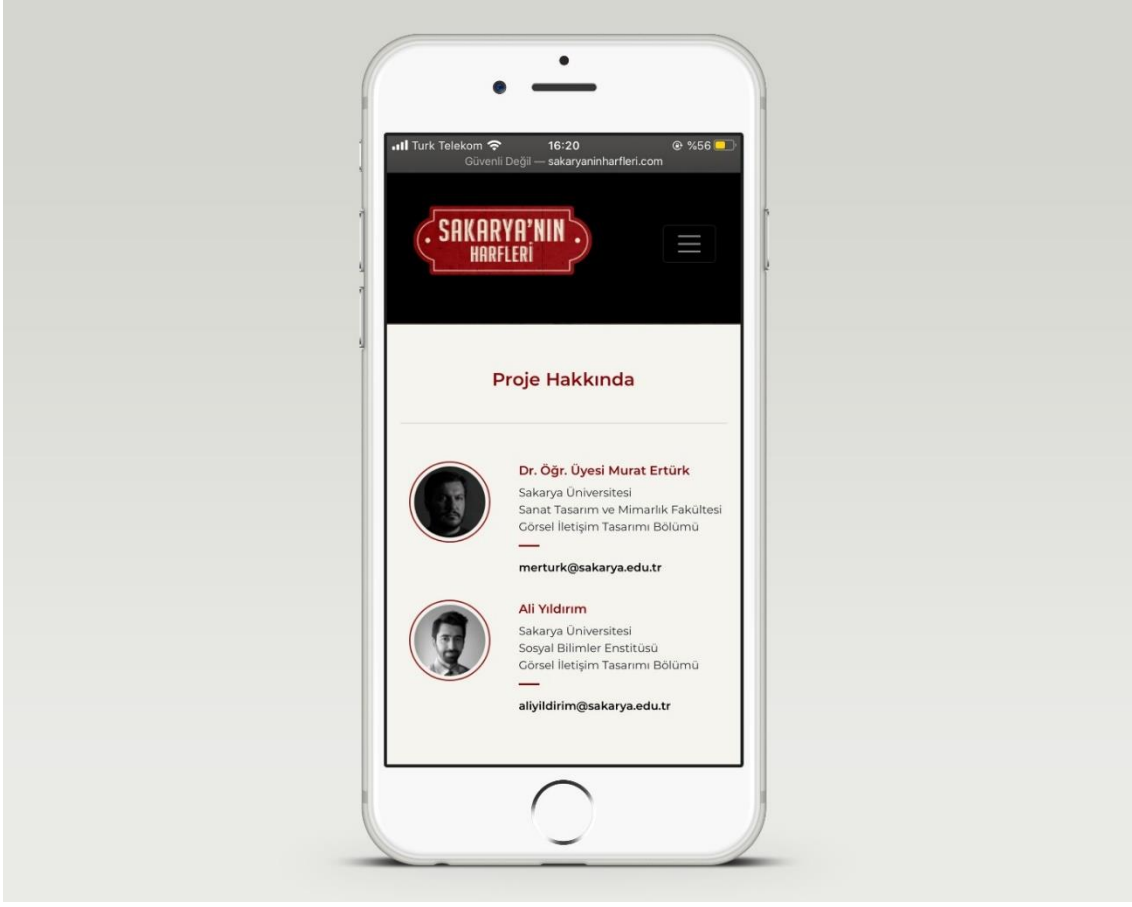 Turk Telekom 16:20 %56
Güvenli Değil — sakaryaninharfleri.com
SAKARYA'NIN
HARFLERİ
Proje Hakkında
Dr. Öğr. Üyesi Murat Ertürk
Sakarya Üniversitesi
Sanat Tasarım ve Mimarlık Fakültesi
Görsel İletişim Tasarımı Bölümü
merturk@sakarya.edu.tr
Ali Yıldırım
Sakarya Üniversitesi
Sosyal Bilimler Enstitüsü
Görsel İletişim Tasarımı Bölümü
aliyildirim@sakarya.edu.tr